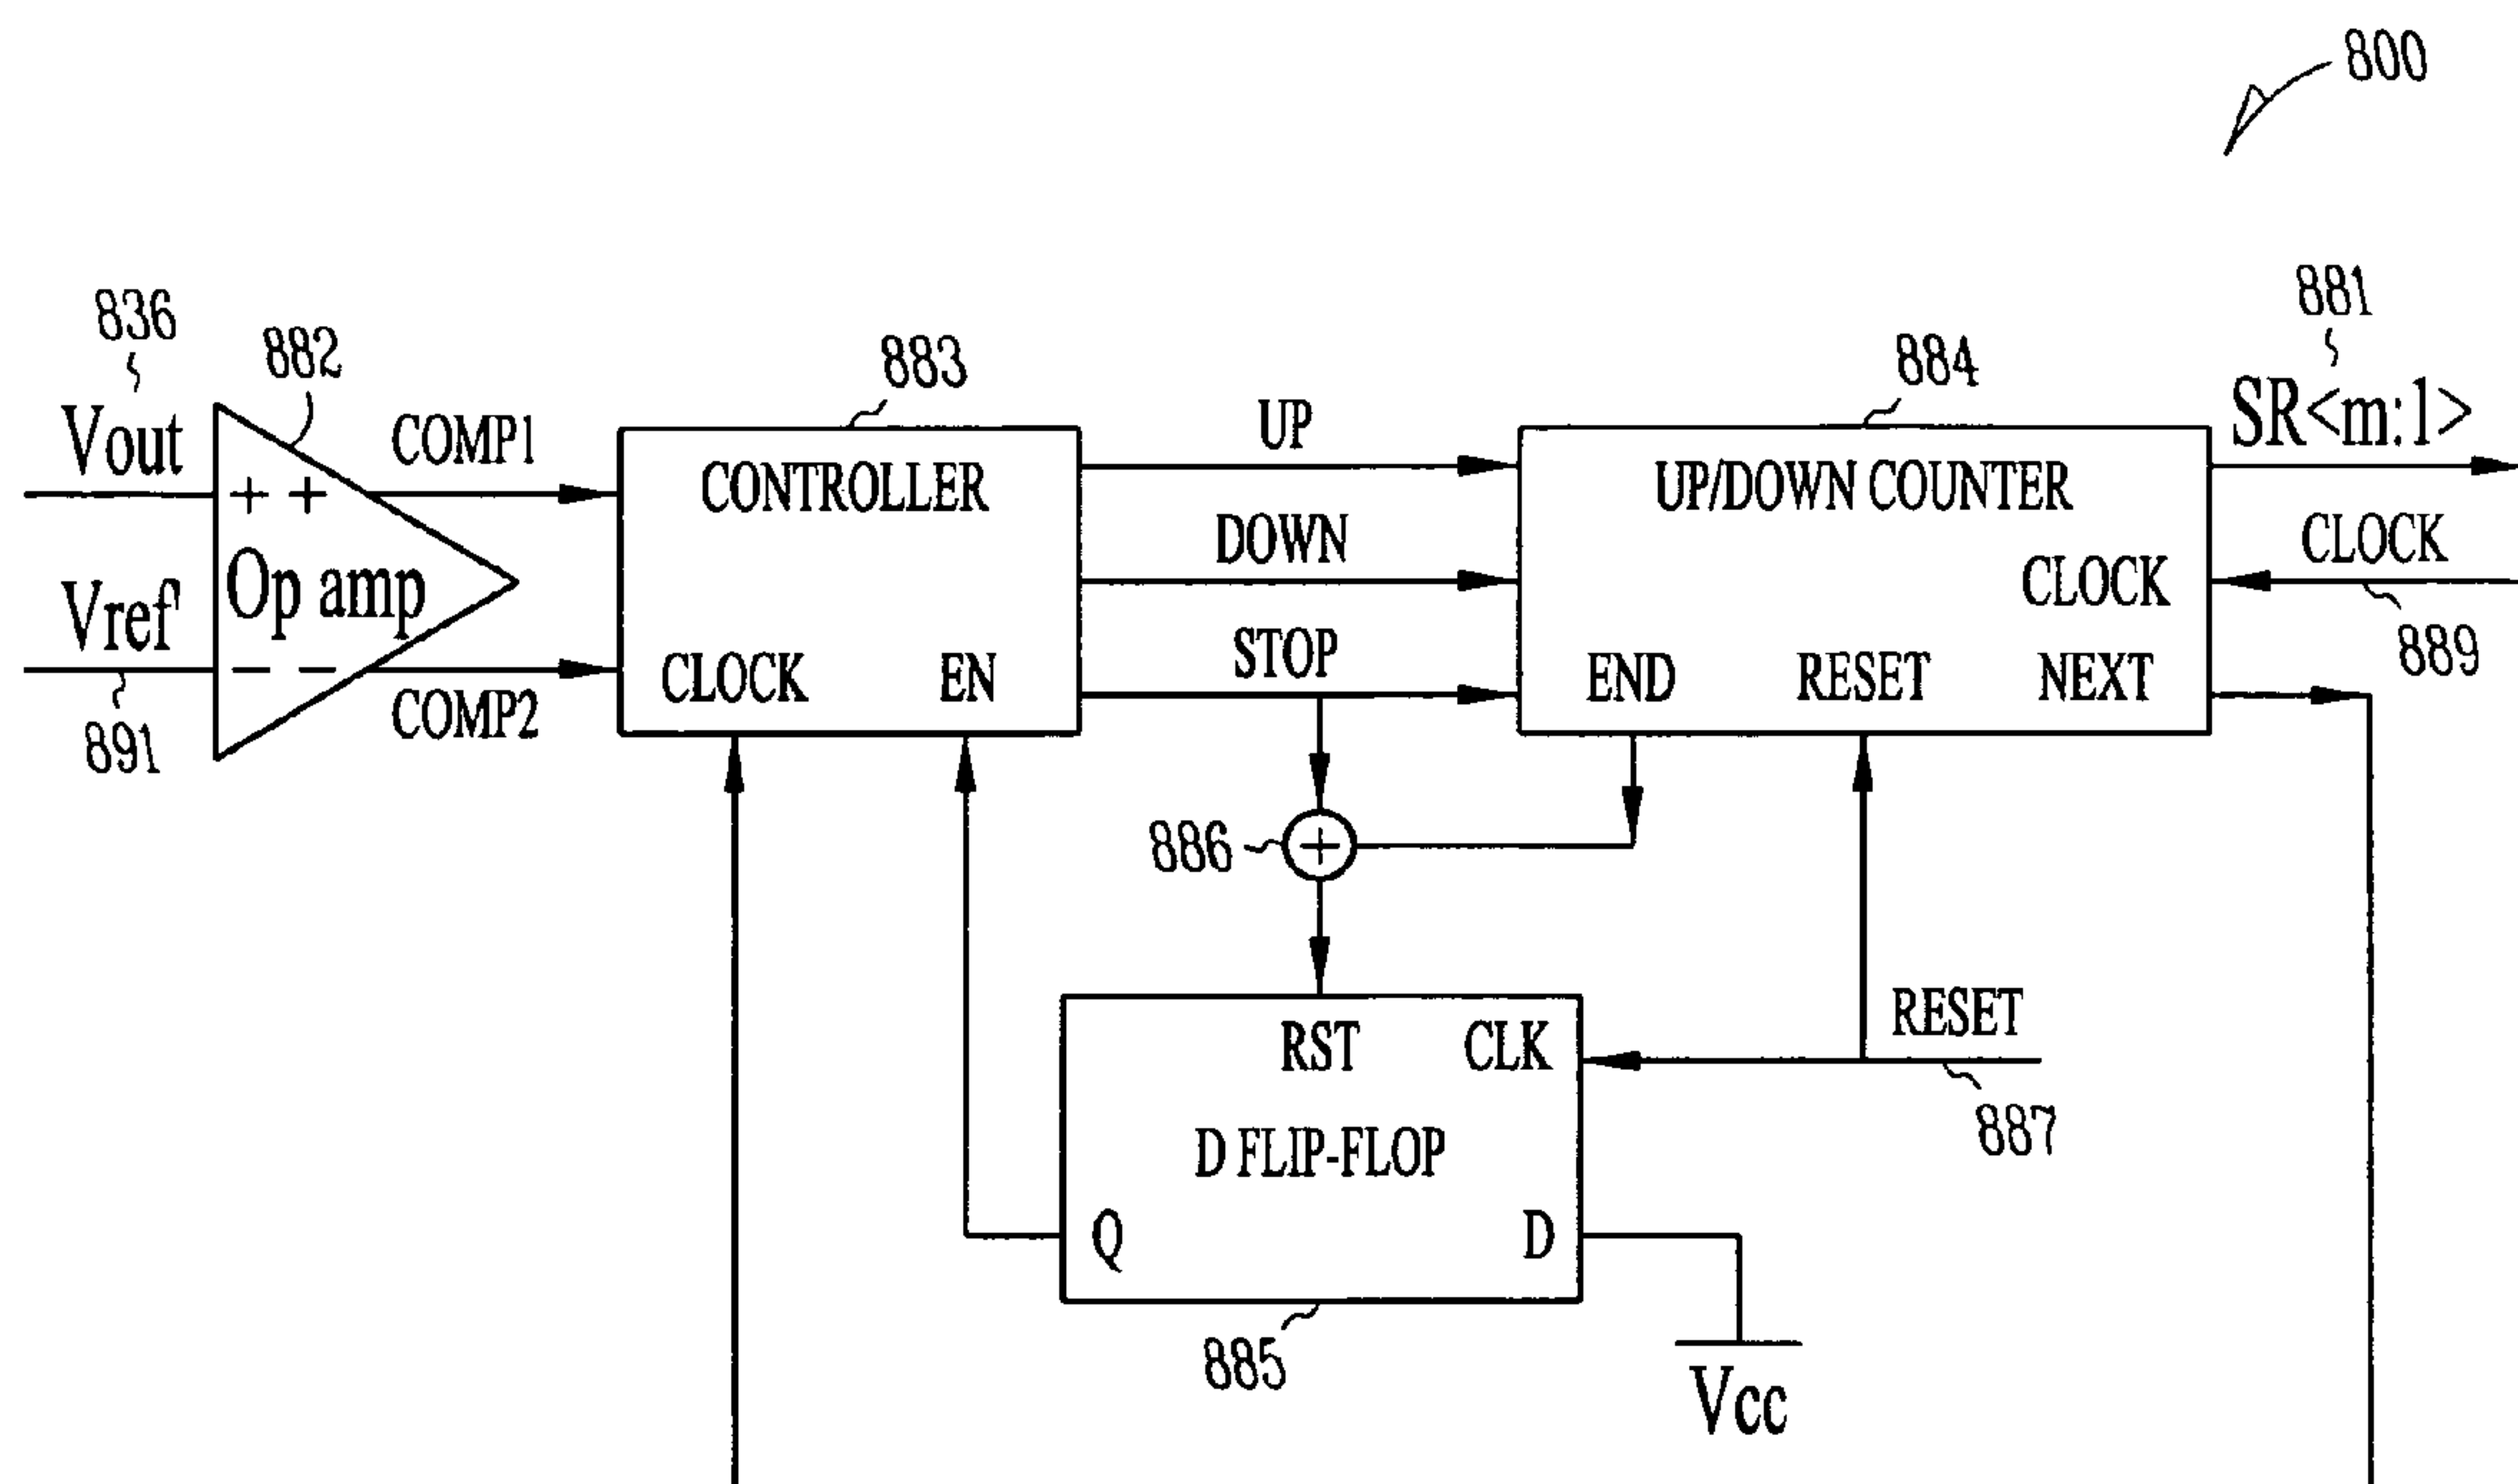 800
836
882
883
884
881
Vout
COMP1
UP
SR<m:1>
+ +
CONTROLLER
UP/DOWN COUNTER
DOWN
CLOCK
Op amp
CLOCK
Vref'
STOP
889
- -
CLOCK
EN
END
RESET
NEXT
891
COMP2
886
+
RESET
RST
CLK
887
D FLIP-FLOP
Q
D
885
Vcc